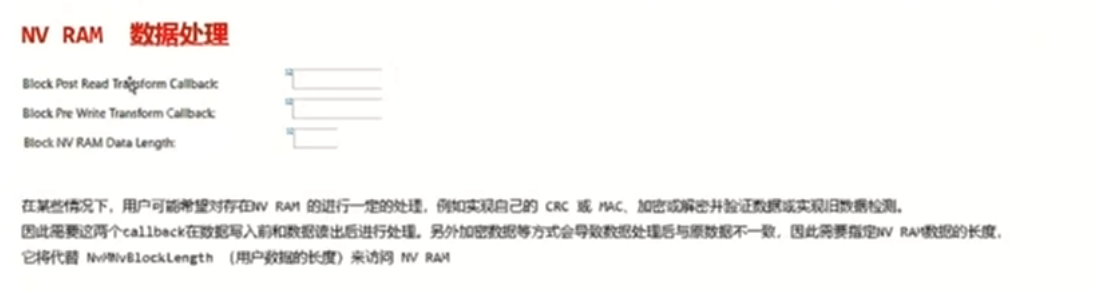 NV RAM 数据处理
Block Post Read Transform Callback:
Block Pre Write Transform Callback:
Block NV RAM Data Length:
在某些情况下，用户可能希望对存在NV RAM 的进行一定的处理，例如实现自己的 CRC 或 MAC、加密或解密并验证数据或实现旧数据检测。
因此需要这两个callback在数据写入前和数据读出后进行处理。另外加密数据等方式会导致数据处理后与原数据不一致，因此需要指定NV RAM数据的长度，
它将代替 NvMNvBlockLength （用户数据的长度）来访问 NV RAM